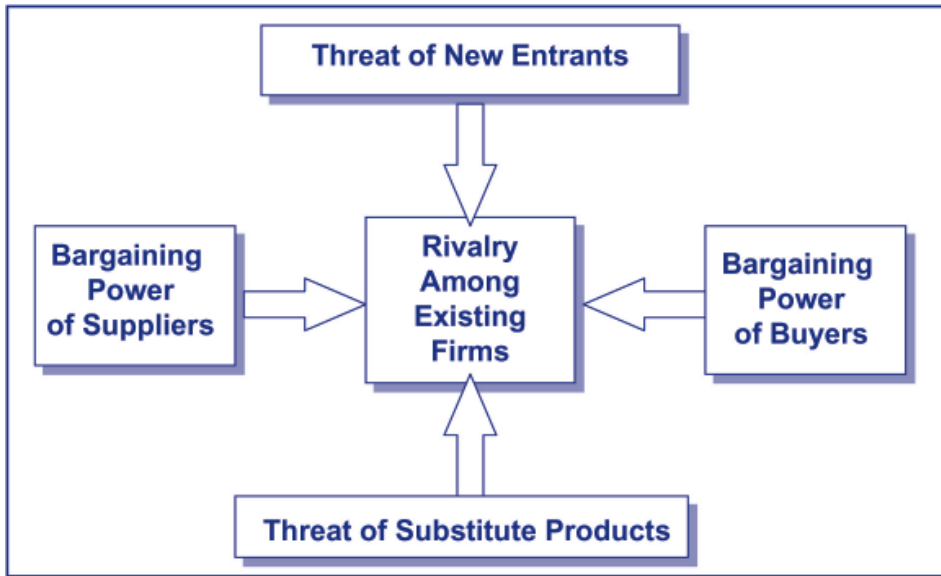 Threat of New Entrants
Bargaining
Power
of Suppliers
Rivalry
Among
Existing
Firms
Bargaining
Power
of Buyers
Threat of Substitute Products